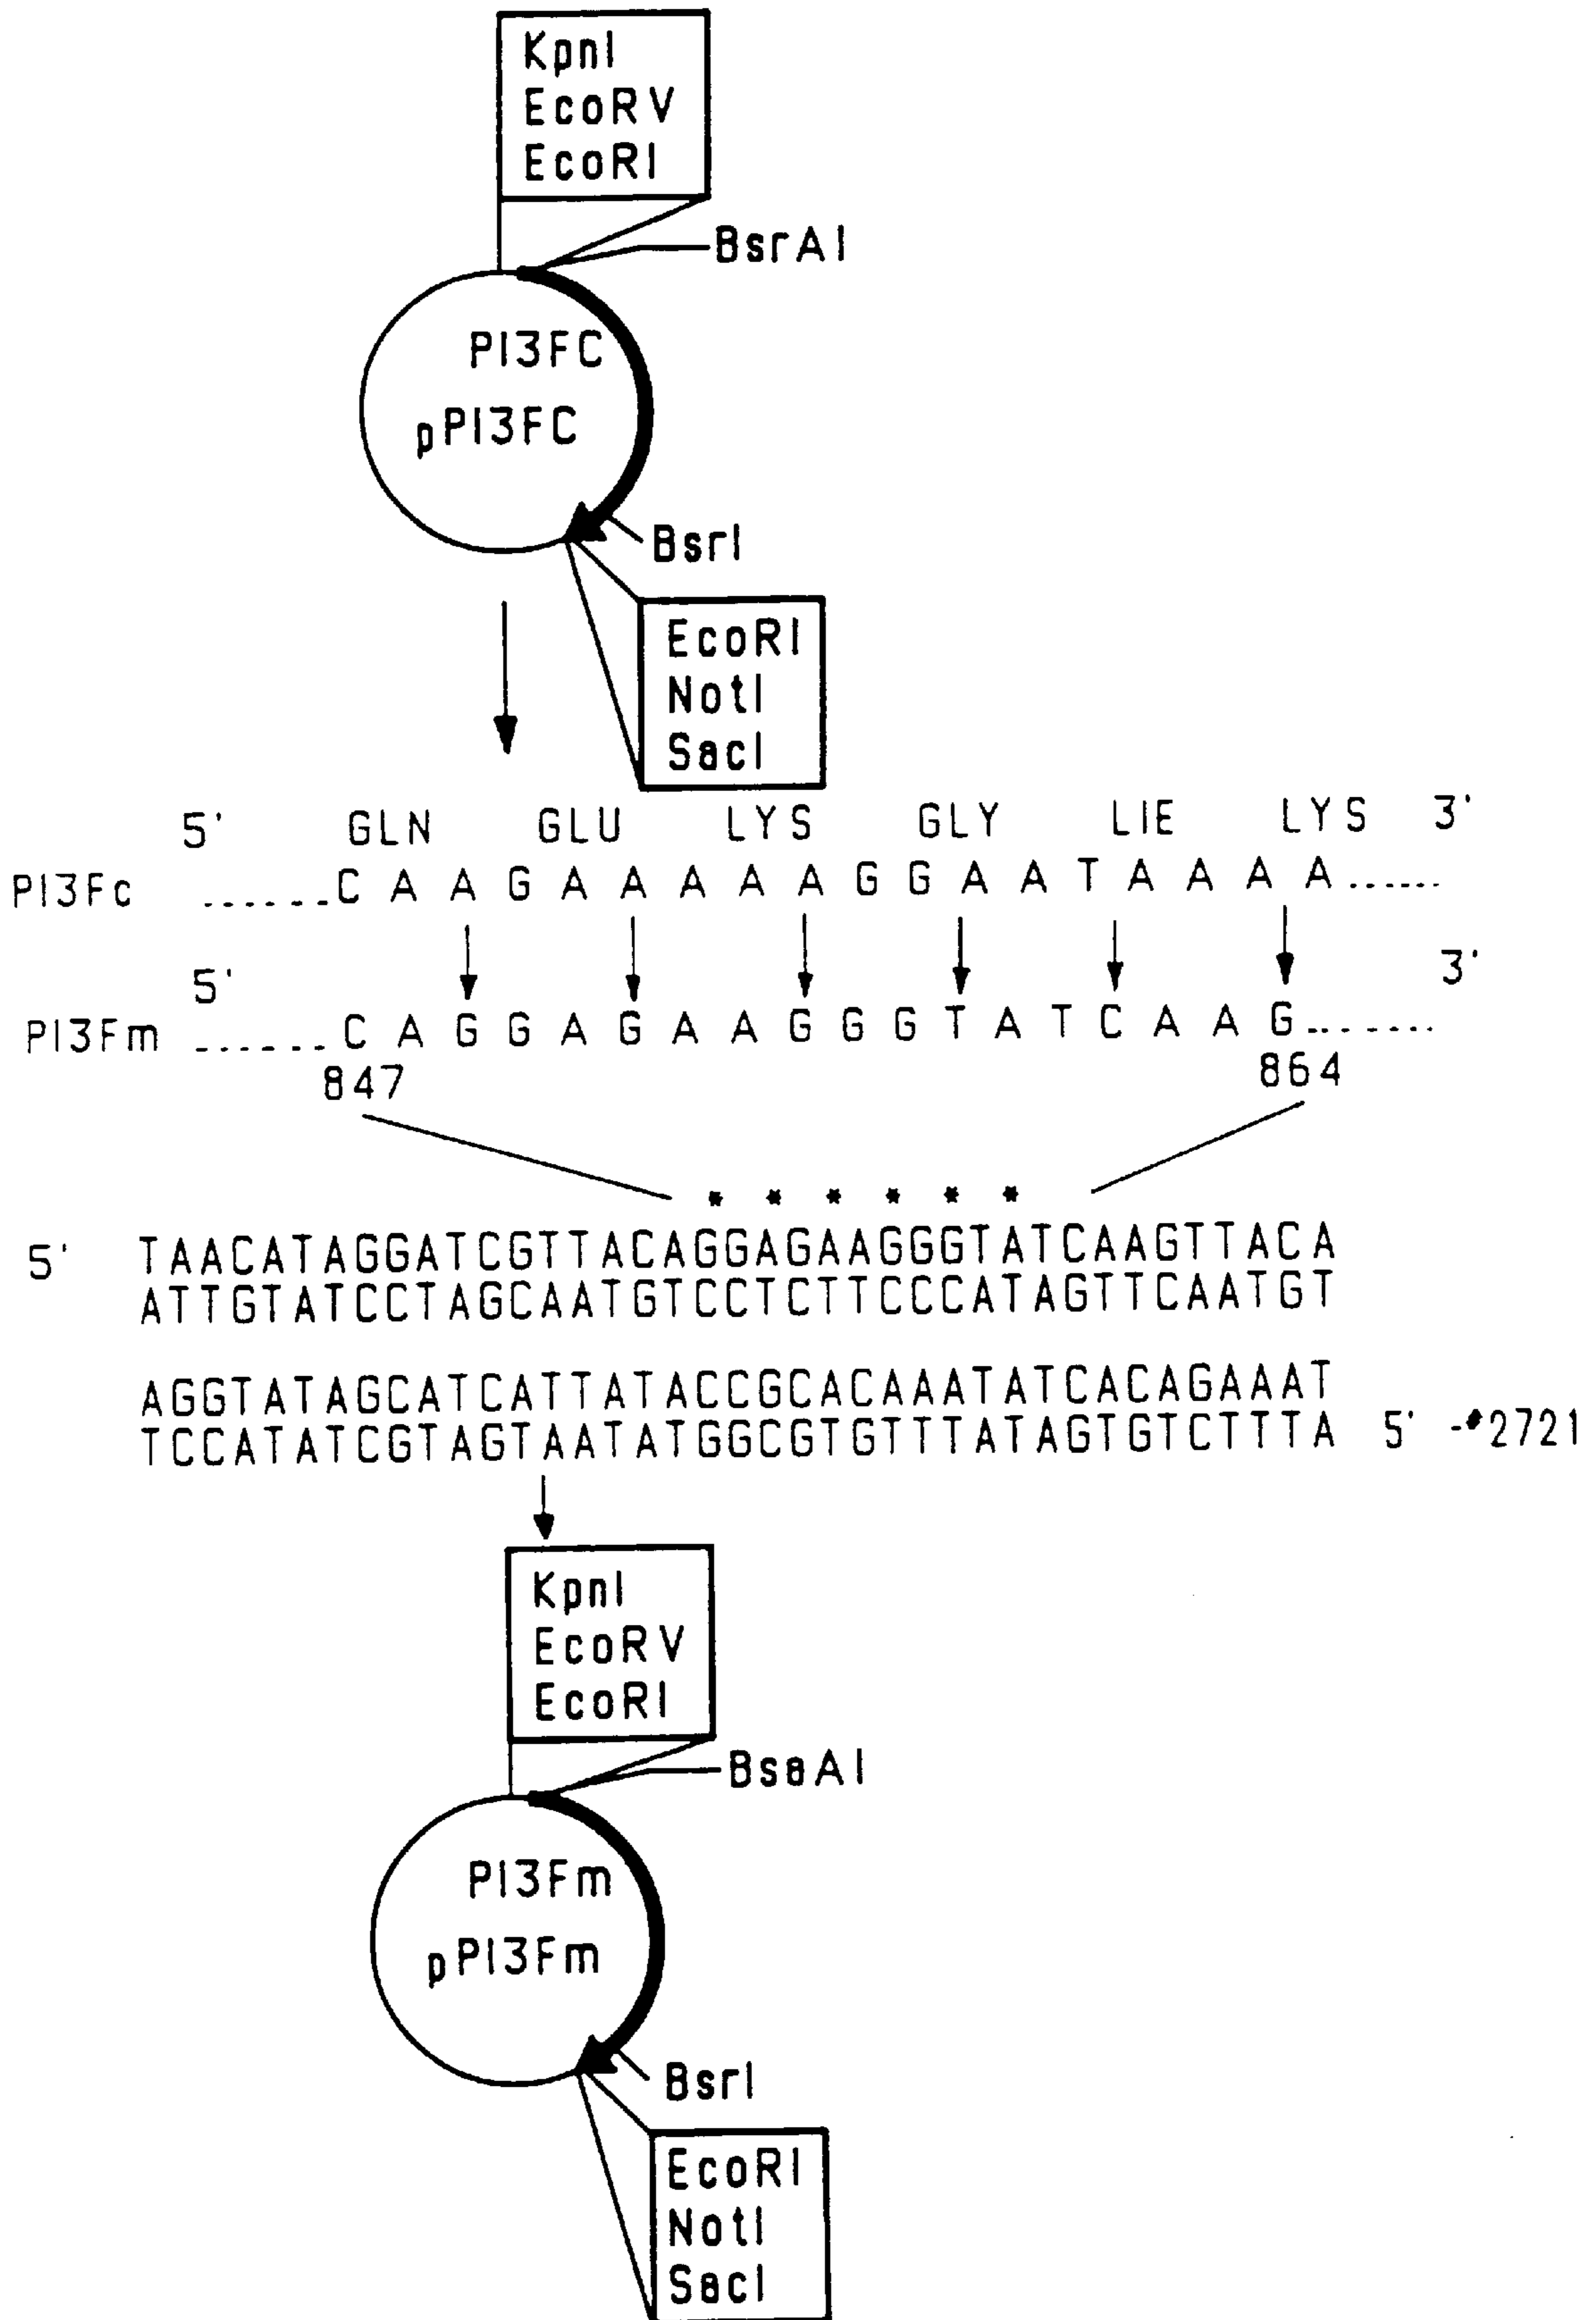 KpnI
EcoRV
EcoRI
BsrAI
PI3FC
pPI3FC
BsrI
EcoRI
NotI
SacI
5' GLN GLU LYS GLY LIE LYS 3'
PI3Fc ......C A A G A A A A A G G A A T A A A A......
5' 3'
PI3Fm ......C A G G A G A A G G G T A T C A A G.......
847 864
* * * * * *
5' TAACATAGGATCGTTACAGGAGAAGGGTATCAAGTTACA
ATTGTATCCTAGCAATGTCCTCTTCCCATAGTTCAATGT
AGGTATAGCATCATTATACCGCACAAATATCACAGAAAT
TCCATATCGTAGTAATATGGCGTGTTTATAGTGTCTTTA 5' -#2721
KpnI
EcoRV
EcoRI
BsaAI
PI3Fm
pPI3Fm
BsrI
EcoRI
NotI
SacI